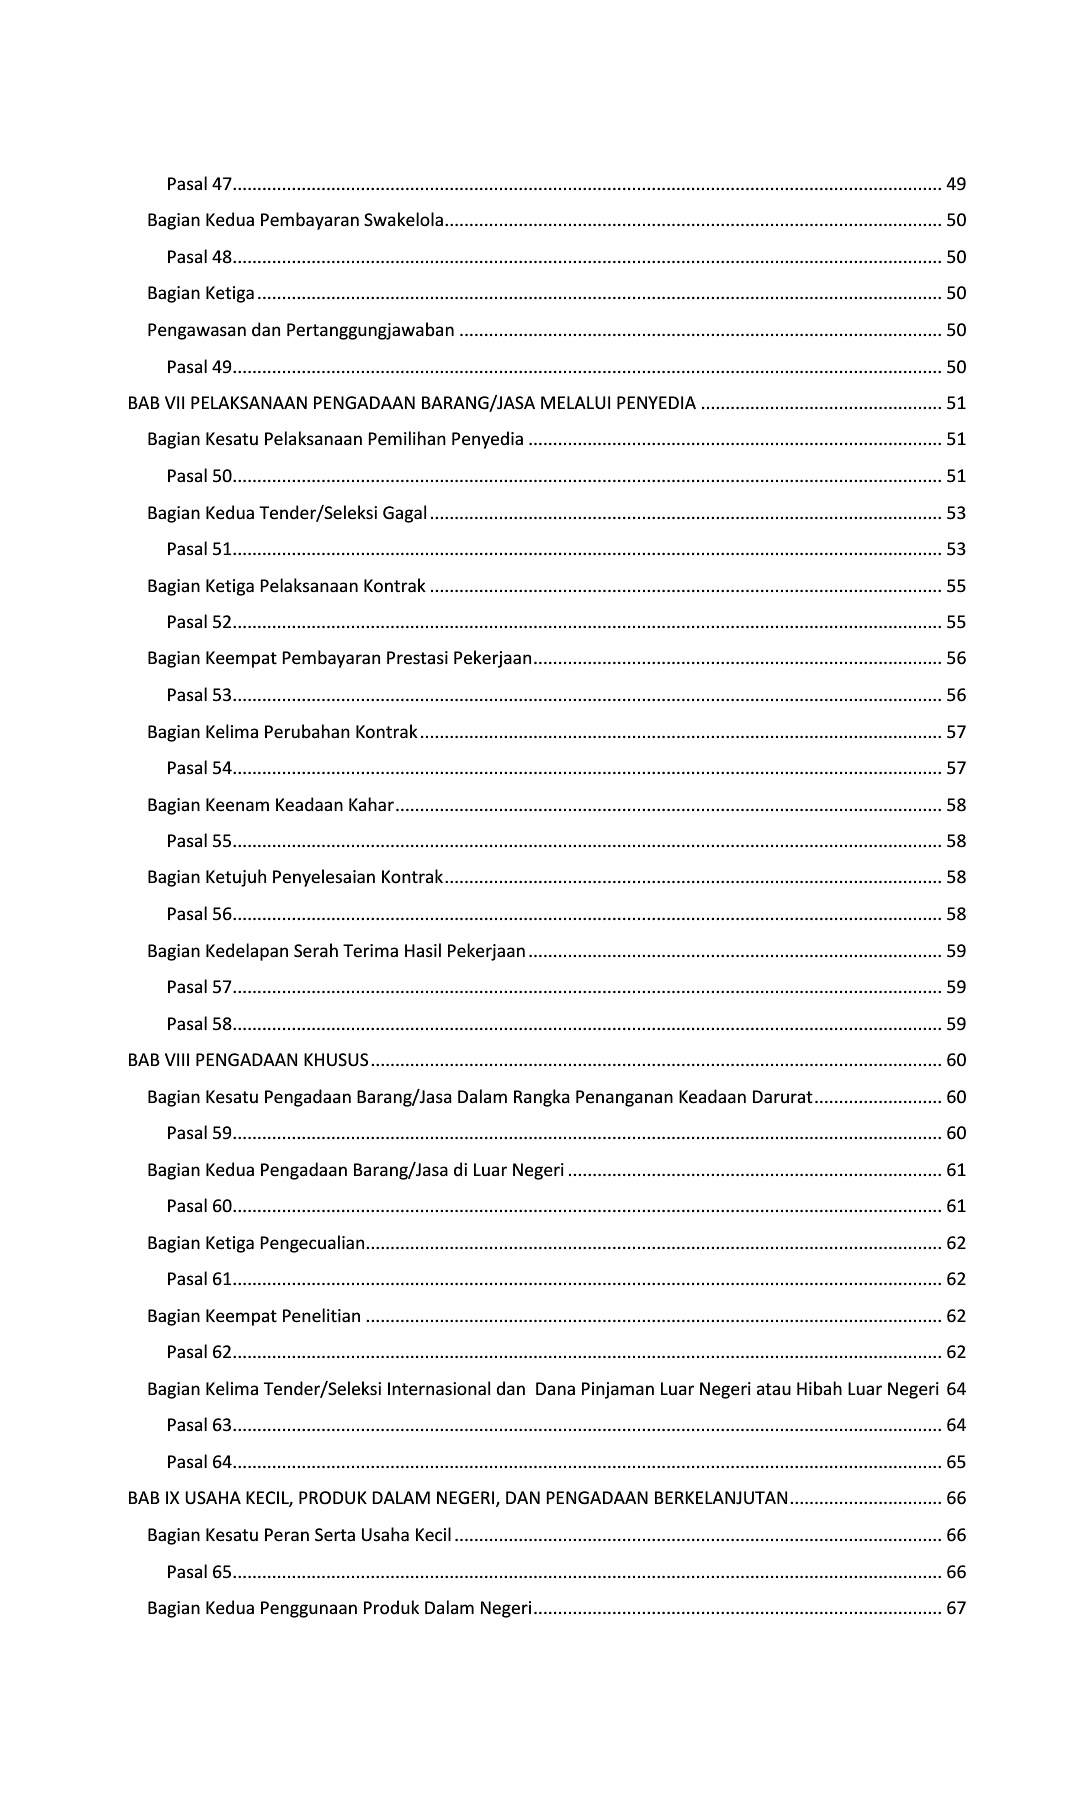 Pasal 47.................................................................................................................................................. 49
Bagian Kedua Pembayaran Swakelola...................................................................................................... 50
Pasal 48.................................................................................................................................................. 50
Bagian Ketiga............................................................................................................................................ 50
Pengawasan dan Pertanggungjawaban ................................................................................................... 50
Pasal 49.................................................................................................................................................. 50
BAB VII PELAKSANAAN PENGADAAN BARANG/JASA MELALUI PENYEDIA ................................................. 51
Bagian Kesatu Pelaksanaan Pemilihan Penyedia ..................................................................................... 51
Pasal 50.................................................................................................................................................. 51
Bagian Kedua Tender/Seleksi Gagal......................................................................................................... 53
Pasal 51.................................................................................................................................................. 53
Bagian Ketiga Pelaksanaan Kontrak ......................................................................................................... 55
Pasal 52.................................................................................................................................................. 55
Bagian Keempat Pembayaran Prestasi Pekerjaan.................................................................................... 56
Pasal 53.................................................................................................................................................. 56
Bagian Kelima Perubahan Kontrak........................................................................................................... 57
Pasal 54.................................................................................................................................................. 57
Bagian Keenam Keadaan Kahar................................................................................................................ 58
Pasal 55.................................................................................................................................................. 58
Bagian Ketujuh Penyelesaian Kontrak...................................................................................................... 58
Pasal 56.................................................................................................................................................. 58
Bagian Kedelapan Serah Terima Hasil Pekerjaan..................................................................................... 59
Pasal 57.................................................................................................................................................. 59
Pasal 58.................................................................................................................................................. 59
BAB VIII PENGADAAN KHUSUS..................................................................................................................... 60
Bagian Kesatu Pengadaan Barang/Jasa Dalam Rangka Penanganan Keadaan Darurat.......................... 60
Pasal 59.................................................................................................................................................. 60
Bagian Kedua Pengadaan Barang/Jasa di Luar Negeri ............................................................................. 61
Pasal 60.................................................................................................................................................. 61
Bagian Ketiga Pengecualian...................................................................................................................... 62
Pasal 61.................................................................................................................................................. 62
Bagian Keempat Penelitian ...................................................................................................................... 62
Pasal 62.................................................................................................................................................. 62
Bagian Kelima Tender/Seleksi Internasional dan  Dana Pinjaman Luar Negeri atau Hibah Luar Negeri 64
Pasal 63.................................................................................................................................................. 64
Pasal 64.................................................................................................................................................. 65
BAB IX USAHA KECIL, PRODUK DALAM NEGERI, DAN PENGADAAN BERKELANJUTAN............................... 66
Bagian Kesatu Peran Serta Usaha Kecil.................................................................................................... 66
Pasal 65.................................................................................................................................................. 66
Bagian Kedua Penggunaan Produk Dalam Negeri.................................................................................... 67